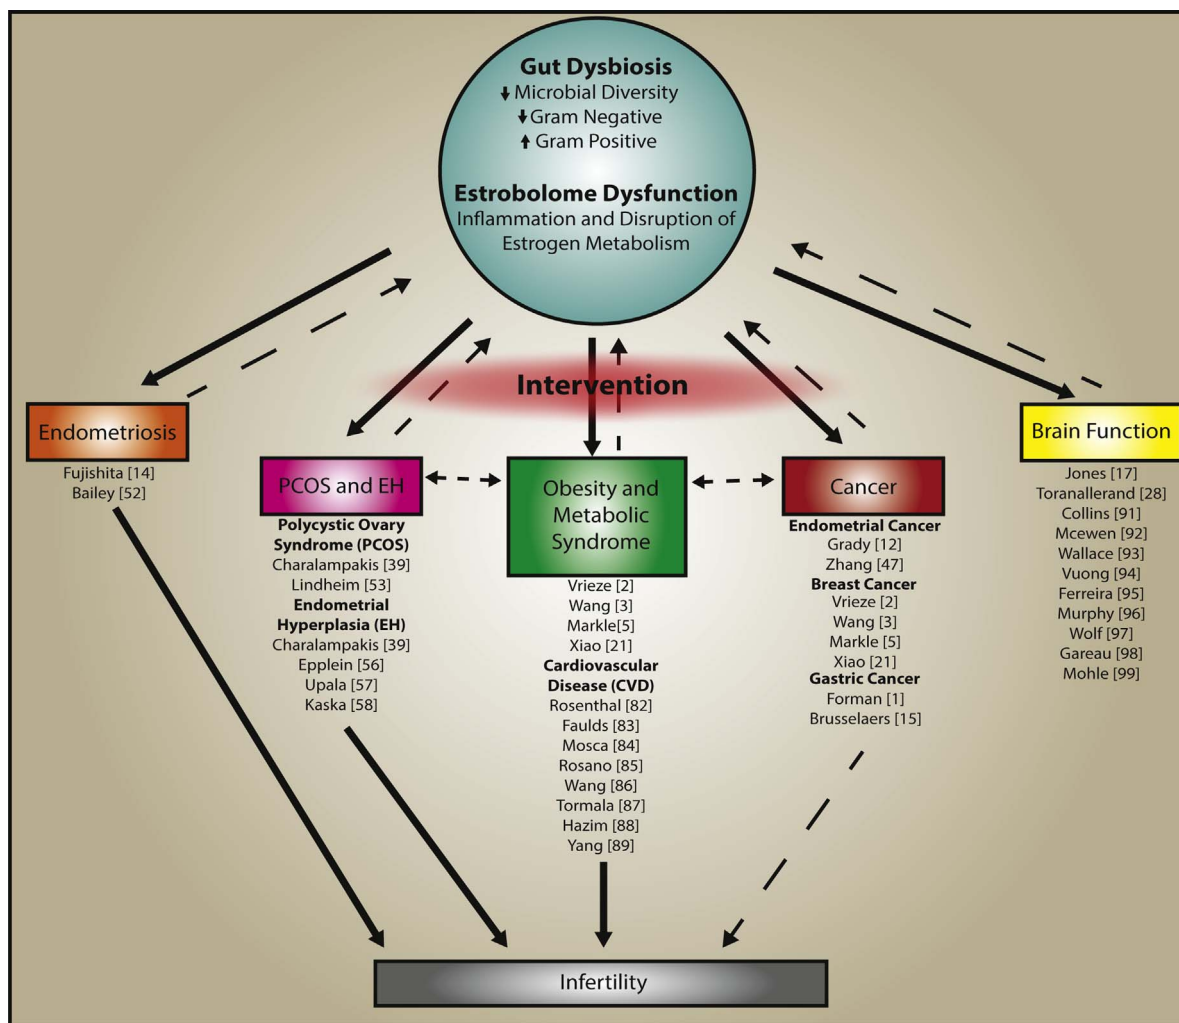 Gut Dysbiosis
Microbial Diversity
Gram Negative
Gram Positive
Estrobolome Dysfunction
Inflammation and Disruption of
Estrogen Metabolism
Intervention
Endometriosis
Fujishita [14]
Bailey [52]
PCOS and EH
Polycystic Ovary
Syndrome (PCOS)
Charalampakis [39]
Lindheim [53]
Endometrial
Hyperplasia (EH)
Charalampakis [39]
Epplein [56]
Upala [57]
Kaska [58]
Obesity and
Metabolic
Syndrome
Vrieze [2]
Wang [3]
Markle[5]
Xiao [21]
Cardiovascular
Disease (CVD)
Rosenthal [82]
Faulds [83]
Mosca [84]
Rosano [85]
Wang [86]
Tormala [87]
Hazim [88]
Yang [89]
Cancer
Endometrial Cancer
Grady [12]
Zhang [47]
Breast Cancer
Vrieze [2]
Wang [3]
Markle [5]
Xiao [21]
Gastric Cancer
Forman [1]
Brusselaers [15]
Brain Function
Jones [17]
Toranallerand [28]
Collins [91]
Mcewen [92]
Wallace [93]
Vuong [94]
Ferreira [95]
Murphy [96]
Wolf [97]
Gareau [98]
Mohle [99]
Infertility